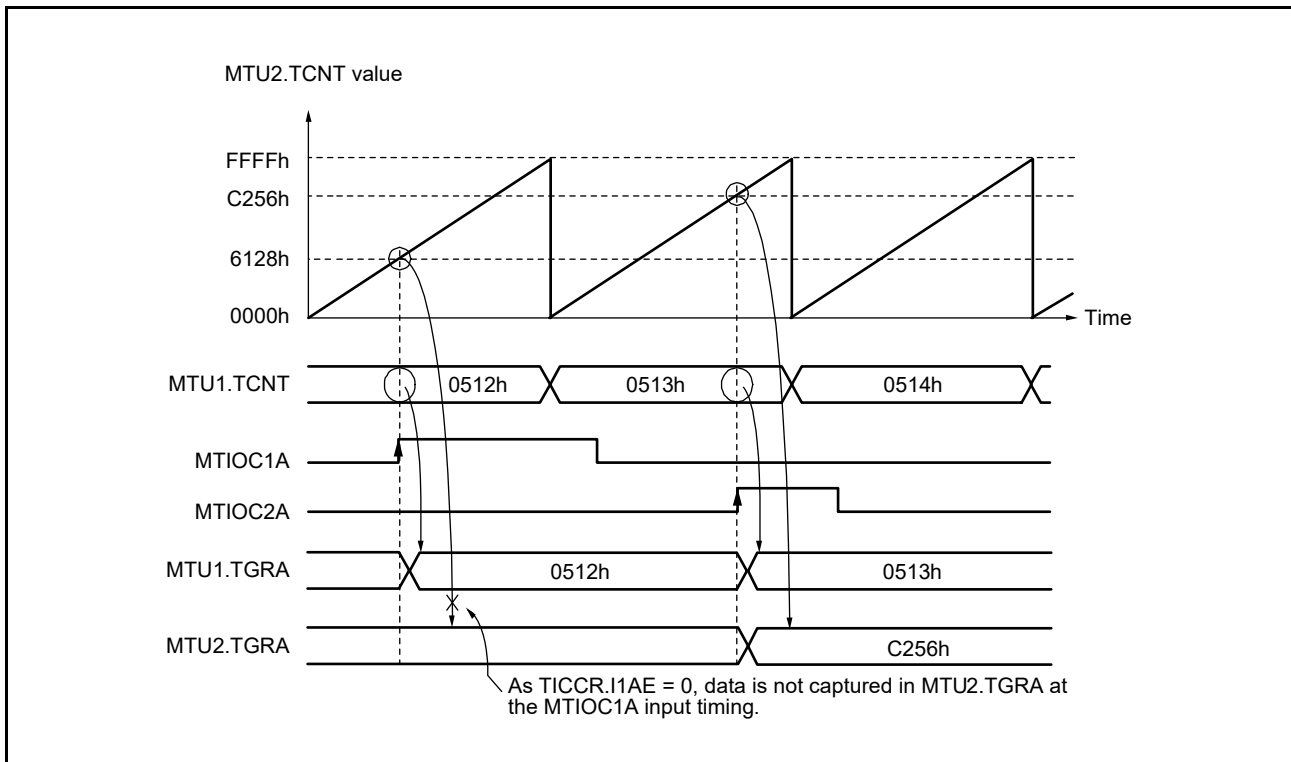 MTU2.TCNT value
FFFFh
C256h
6128h
0000h
Time
MTU1.TCNT
0512h
0513h
0514h
MTIOC1A
MTIOC2A
MTU1.TGRA
0512h
0513h
MTU2.TGRA
C256h
As TICCR.I1AE = 0, data is not captured in MTU2.TGRA at
the MTIOC1A input timing.